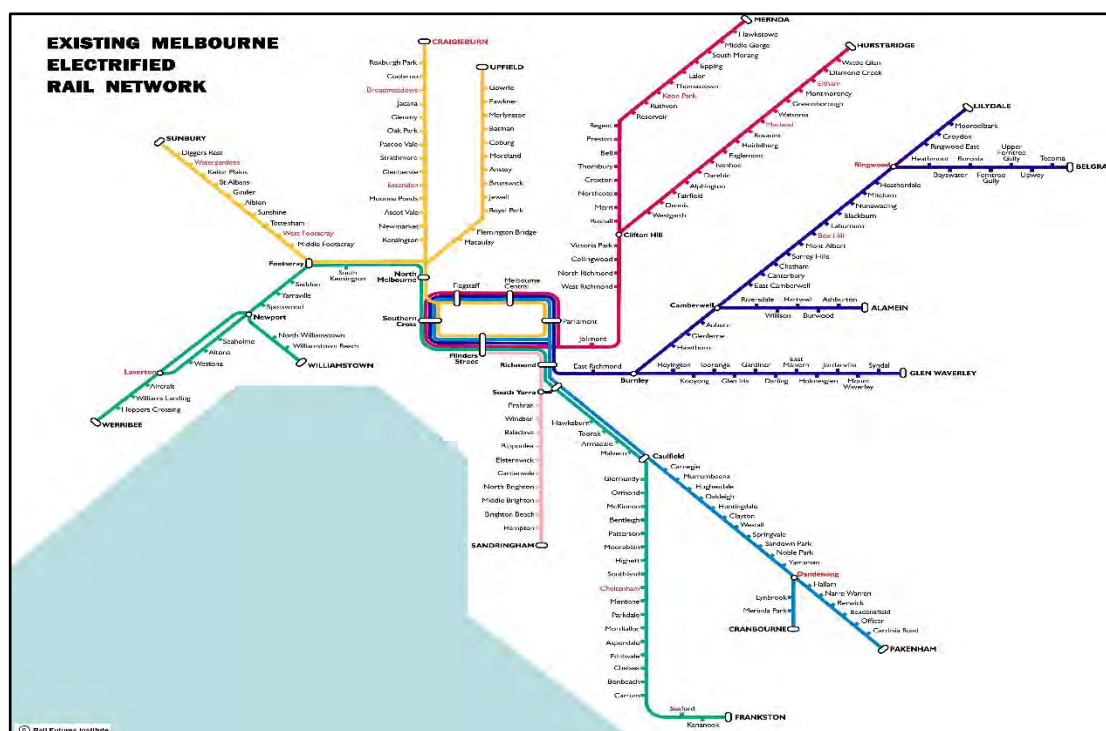 EXISTING MELBOURNE
ELECTRIFIED
RAIL NETWORK
CRAIGIEBURN
Roxburgh Park
Coolaroo
Broadmeadows
Jacana
Glenroy
Oak Park
Pascoe Vale
Strathmore
Glenbervie
Essendon
Moonee Ponds
Ascot Vale
Newmarket
Kensington
UPFIELD
Gowrie
Fawkner
Merlynston
Batman
Coburg
Moreland
Anstey
Brunswick
Jewell
Royal Park
Flemington Bridge
Macaulay
SUNBURY
Diggers Rest
Watergardens
Keilor Plains
St Albans
Ginifer
Albion
Sunshine
Tottenham
West Footscray
Middle Footscray
Footscray
South
Kensington
Seddon
Yarraville
Spotswood
Newport
North Williamstown
Williamstown Beach
WILLIAMSTOWN
Seaholme
Altona
Westona
Laverton
Aircraft
Williams Landing
Hoppers Crossing
WERRIBEE
North
Melbourne
Flagstaff
Melbourne
Central
Southern
Cross
Parliament
Flinders
Street
Jolimont
Richmond
MERNDA
Hawkstowe
Middle Gorge
South Morang
Epping
Lalor
Thomastown
Keon Park
Ruthven
Reservoir
Regent
Preston
Bell
Thornbury
Croxton
Northcote
Merri
Rushall
Clifton Hill
Victoria Park
Collingwood
North Richmond
West Richmond
HURSTBRIDGE
Wattle Glen
Diamond Creek
Eltham
Montmorency
Greensborough
Watsonia
Macleod
Rosanna
Heidelberg
Eaglemont
Ivanhoe
Darebin
Alphington
Fairfield
Dennis
Westgarth
LILYDALE
Mooroolbark
Croydon
Ringwood East
Ringwood
Heathmont
Boronia
Upper
Ferntree
Gully
Tecoma
Bayswater
Ferntree
Gully
Upwey
BELGRA
Heatherdale
Mitcham
Nunawading
Blackburn
Laburnum
Box Hill
Mont Albert
Surrey Hills
Chatham
Canterbury
East Camberwell
Camberwell
Riversdale
Hartwell
Ashburton
Willison
Burwood
ALAMEIN
Auburn
Glenferrie
Hawthorn
East Richmond
Burnley
Heyington
Tooronga
Gardiner
East
Malvern
Jordanville
Syndal
Kooyong
Glen Iris
Darling
Holmesglen
Mount
Waverley
GLEN WAVERLEY
South Yarra
Prahran
Windsor
Balaclava
Ripponlea
Elsternwick
Gardenvale
North Brighton
Middle Brighton
Brighton Beach
Hampton
SANDRINGHAM
Hawksburn
Toorak
Armadale
Malvern
Caulfield
Carnegie
Murrumbeena
Hughesdale
Oakleigh
Huntingdale
Clayton
Westall
Springvale
Sandown Park
Noble Park
Yarraman
Dandenong
Hallam
Narre Warren
Berwick
Beaconsfield
Officer
Cardinia Road
PAKENHAM
Lynbrook
Merinda Park
CRANBOURNE
Glenhuntly
Ormond
McKinnon
Bentleigh
Patterson
Moorabbin
Highett
Southland
Cheltenham
Mentone
Parkdale
Mordialloc
Aspendale
Edithvale
Chelsea
Bonbeach
Carrum
Seaford
Kananook
FRANKSTON
© Rail Futures Institute